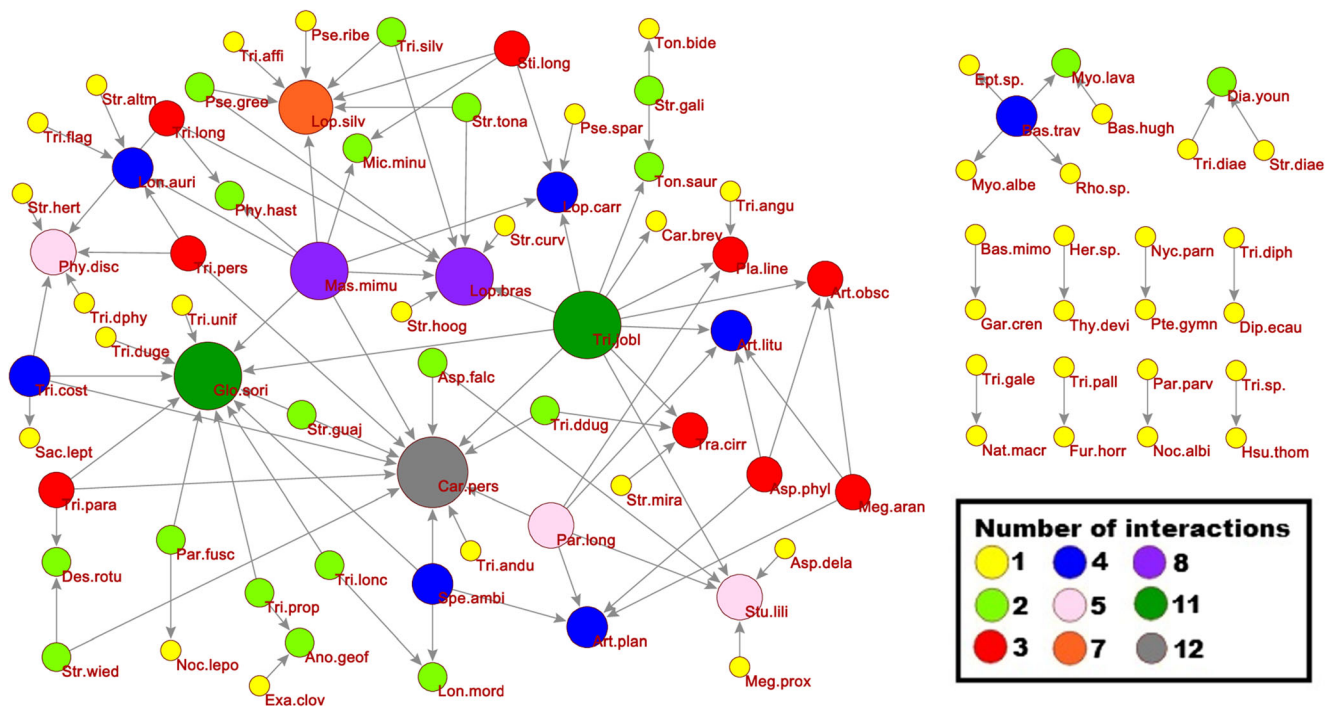 Pse.ribe
Tri.affi
Tri.silv
Sti.long
Ton.bide
Ept.sp.
Myo.lava
Str.altm
Pse.gree
Lop.silv
Str.tona
Str.gali
Dia.youn
Tri.flag
Tri.long
Pse.spar
Bas.trav
Bas.hugh
Mic.minu
Tri.diae
Str.diae
Lon.auri
Ton.saur
Myo.albe
Rho.sp.
Str.hert
Phy.hast
Lop.carr
Tri.angu
Phy.disc
Tri.pers
Str.curv
Car.brev
Bas.mimo
Her.sp.
Nyc.parn
Tri.diph
Mas.mimu
Lop.bras
Pla.line
Art.obsc
Tri.dphy
Tri.unif
Str.hoog
Gar.cren
Thy.devi
Pte.gymn
Dip.ecau
Tri.duge
Tri.jobl
Art.litu
Tri.cost
Glo.sori
Asp.falc
Tri.gale
Tri.pall
Par.parv
Tri.sp.
Str.guaj
Tri.ddug
Sac.lept
Tra.cirr
Nat.macr
Fur.horr
Noc.albi
Hsu.thom
Tri.para
Car.pers
Str.mira
Asp.phyl
Meg.aran
Number of interactions
1 4 8
2 5 11
3 7 12
Par.fusc
Par.long
Des.rotu
Tri.lonc
Tri.andu
Asp.dela
Tri.prop
Spe.ambi
Stu.lili
Str.wied
Noc.lepo
Ano.geof
Art.plan
Exa.clov
Lon.mord
Meg.prox